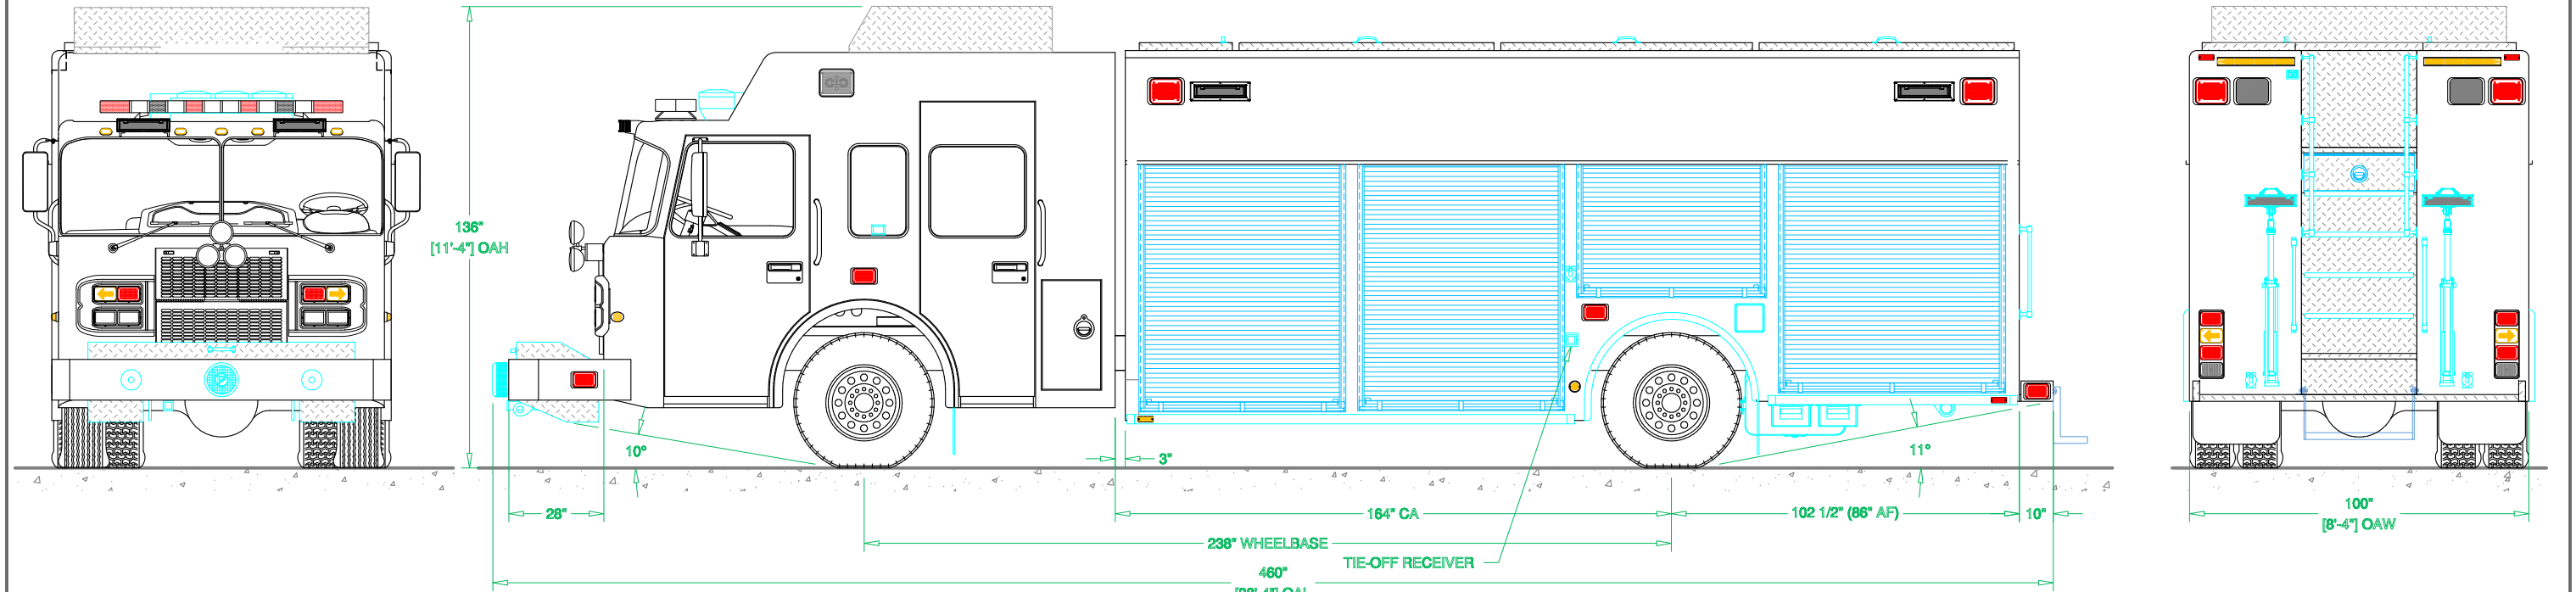 136"
[11'-4"] OAH
10°
3"
11°
28"
164" CA
102 1/2" (86" AF)
10"
100"
[8'-4"] OAW
238" WHEELBASE
TIE-OFF RECEIVER
460"